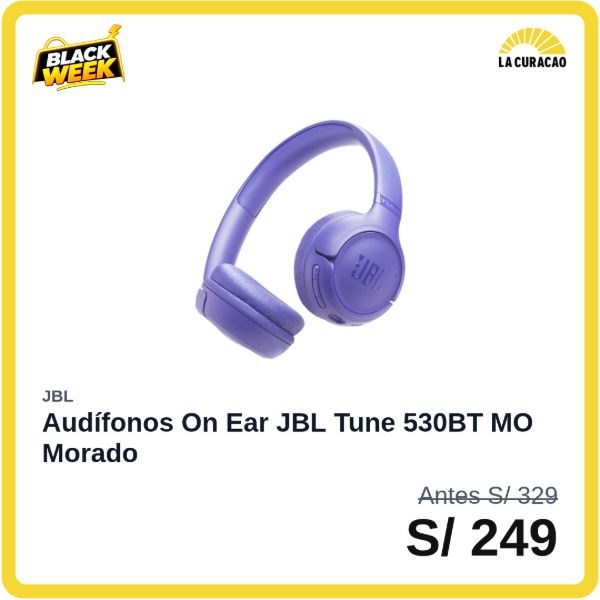 BLACK
WEEK
LA CURACAO
JBL
JBL
Audífonos On Ear JBL Tune 530BT MO
Morado
Antes S/ 329
S/ 249